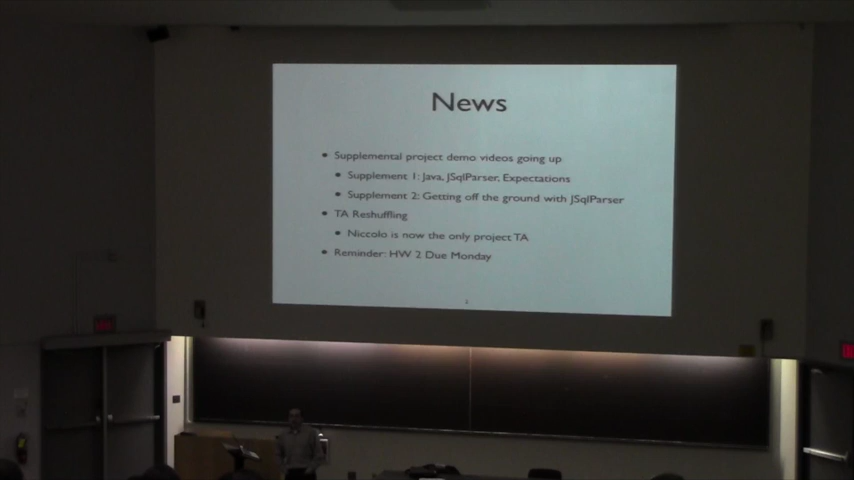 News
• Supplemental project demo videos going up
• Supplement 1: Java, JSqlParser, Expectations
• Supplement 2: Getting off the ground with JSqlParser
• TA Reshuffling
• Niccolo is now the only project TA
• Reminder: HW 2 Due Monday